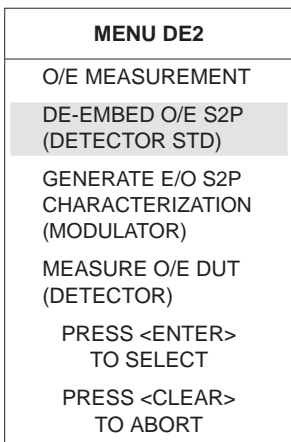 MENU DE2
O/E MEASUREMENT
DE-EMBED O/E S2P
(DETECTOR STD)
GENERATE E/O S2P
CHARACTERIZATION
(MODULATOR)
MEASURE O/E DUT
(DETECTOR)
PRESS <ENTER>
TO SELECT
PRESS <CLEAR>
TO ABORT